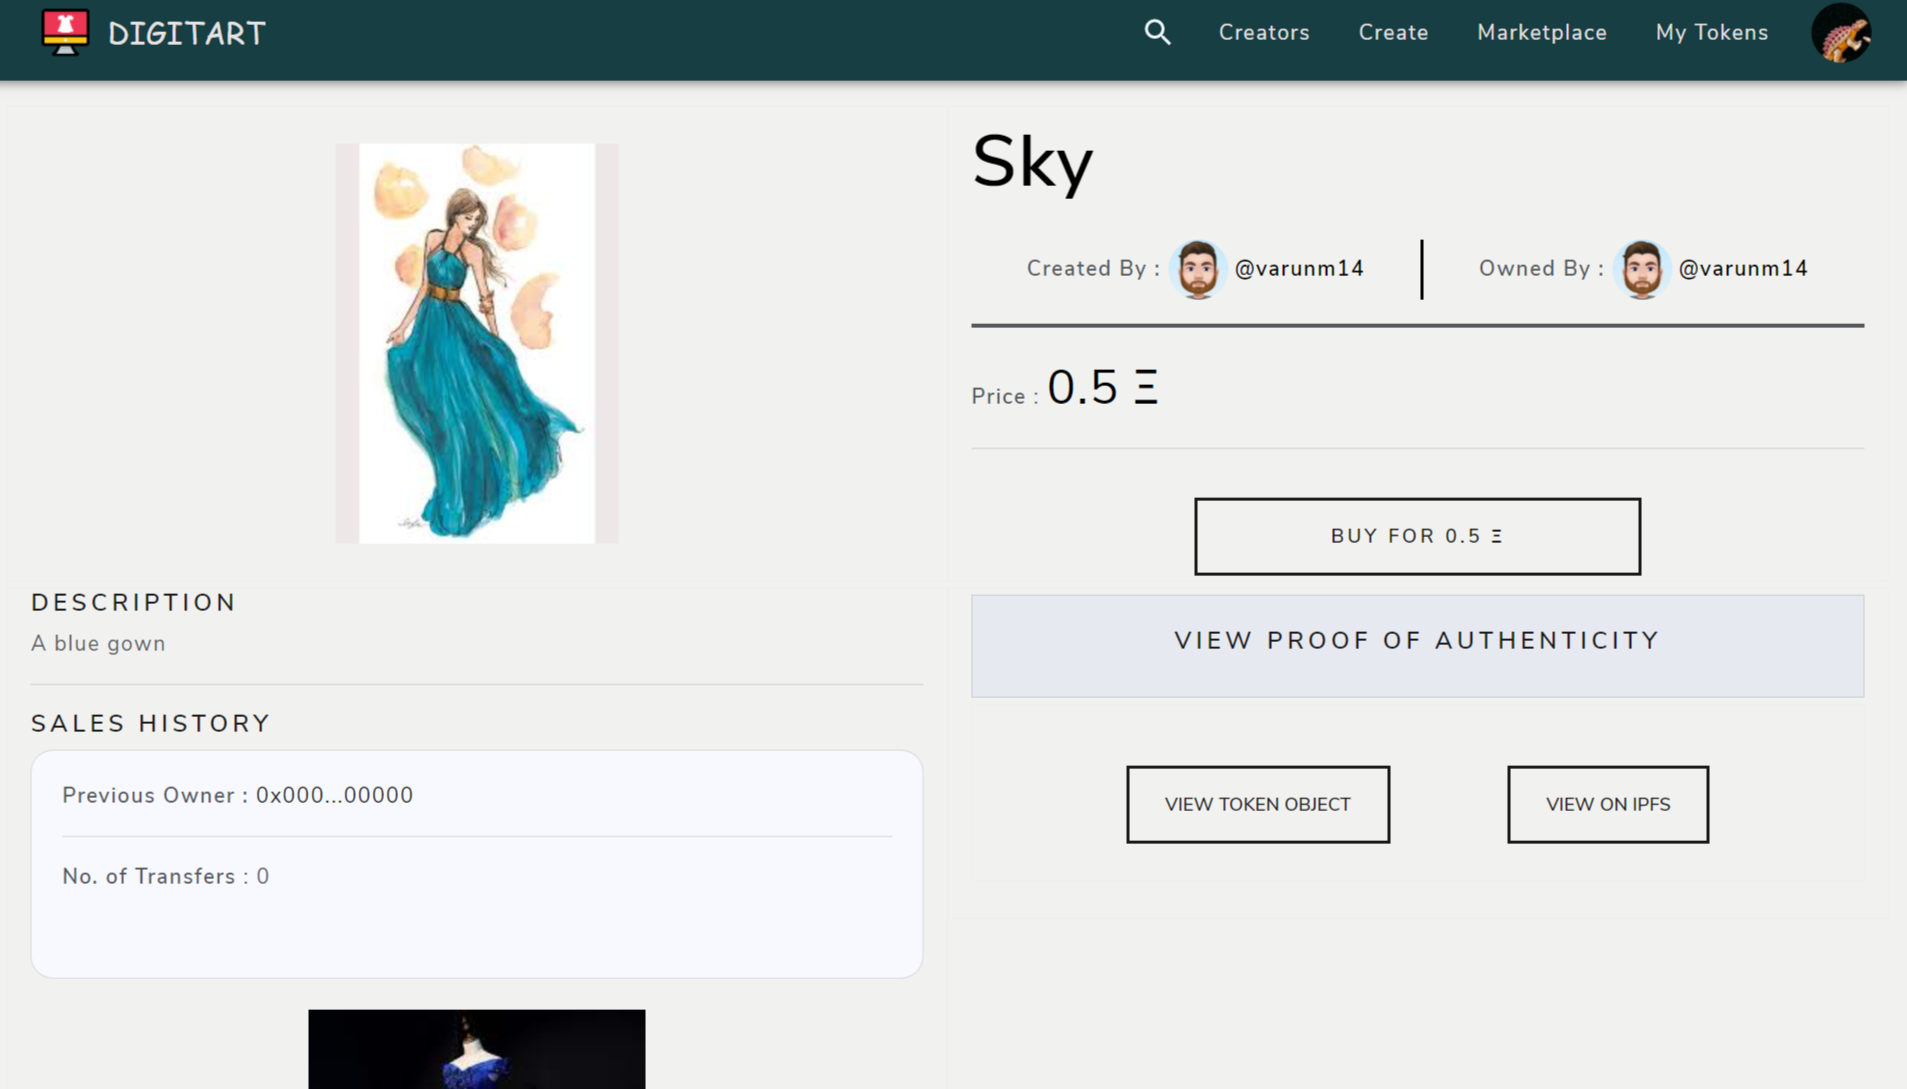 DIGITART
Creators
Create
Marketplace
My Tokens
Sky
Created By : @varunm14
Owned By : @varunm14
Price : 0.5 Ξ
BUY FOR 0.5 Ξ
VIEW PROOF OF AUTHENTICITY
VIEW TOKEN OBJECT
VIEW ON IPFS
DESCRIPTION
A blue gown
SALES HISTORY
Previous Owner : 0x000...00000
No. of Transfers : 0